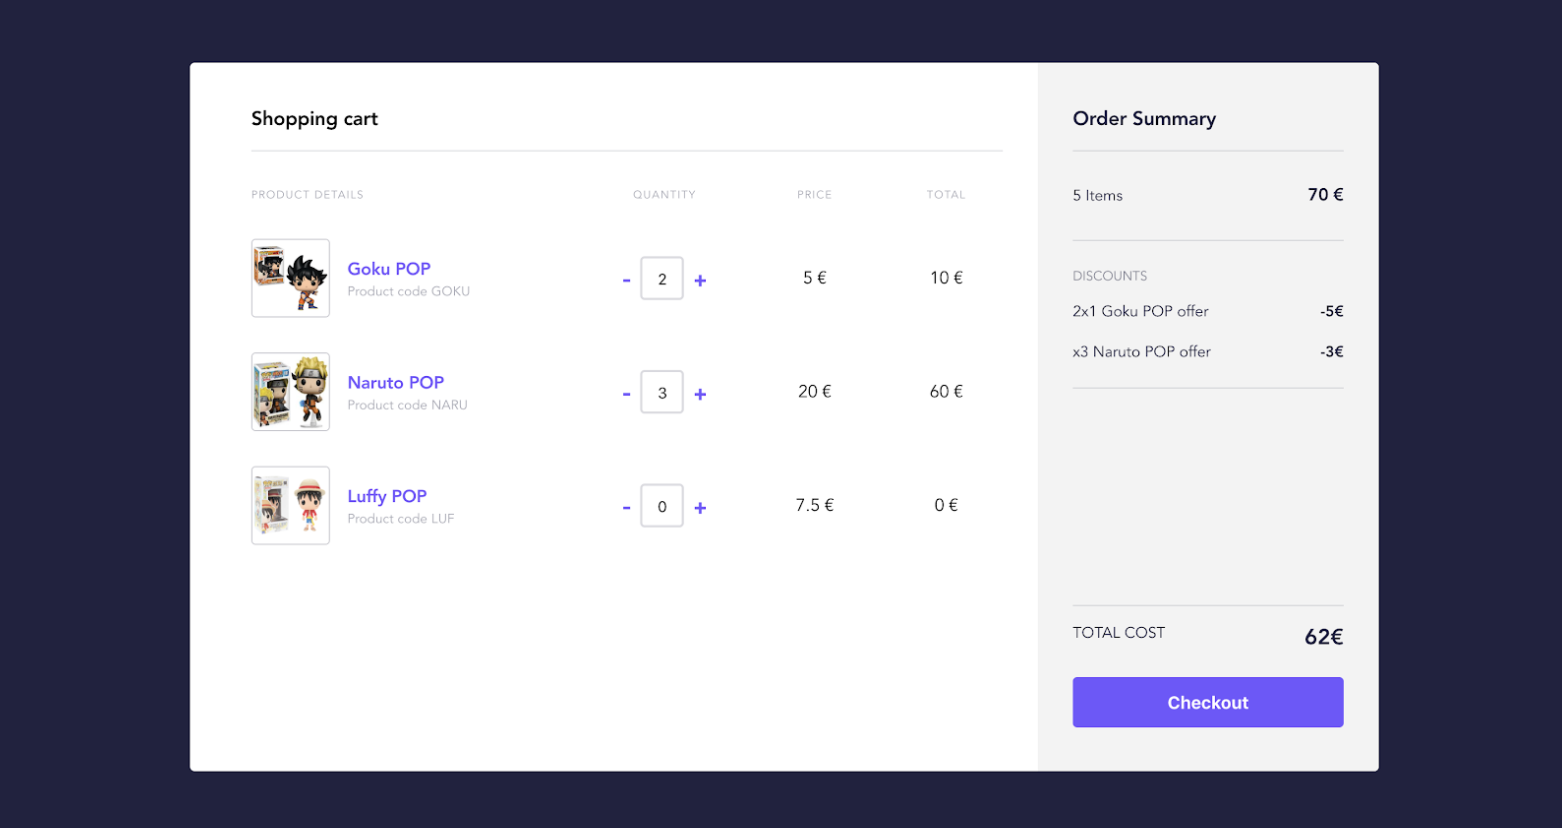 Shopping cart
PRODUCT DETAILS QUANTITY PRICE TOTAL
Goku POP
Product code GOKU
- 2 + 5 € 10 €
Naruto POP
Product code NARU
- 3 + 20 € 60 €
Luffy POP
Product code LUF
- 0 + 7.5 € 0 €
Order Summary
5 Items 70 €
DISCOUNTS
2x1 Goku POP offer -5€
x3 Naruto POP offer -3€
TOTAL COST 62€
Checkout